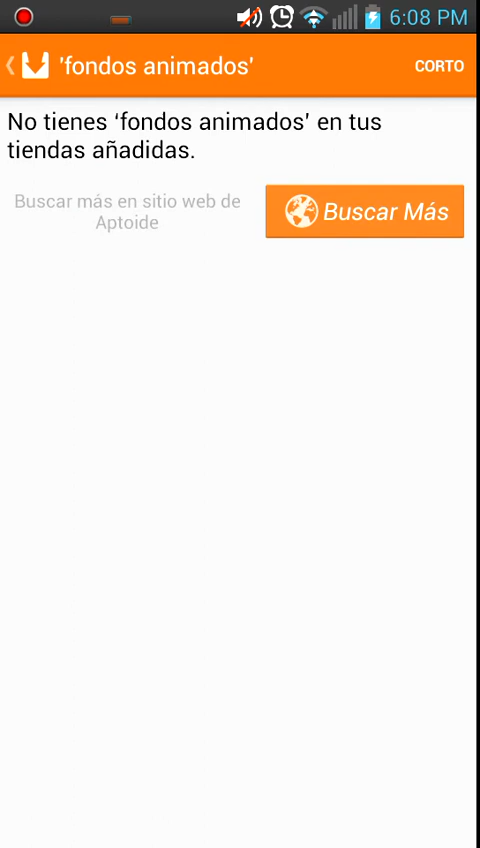 6:08 PM
'fondos animados'
CORTO
No tienes ‘fondos animados’ en tus
tiendas añadidas.
Buscar más en sitio web de
Aptoide
Buscar Más